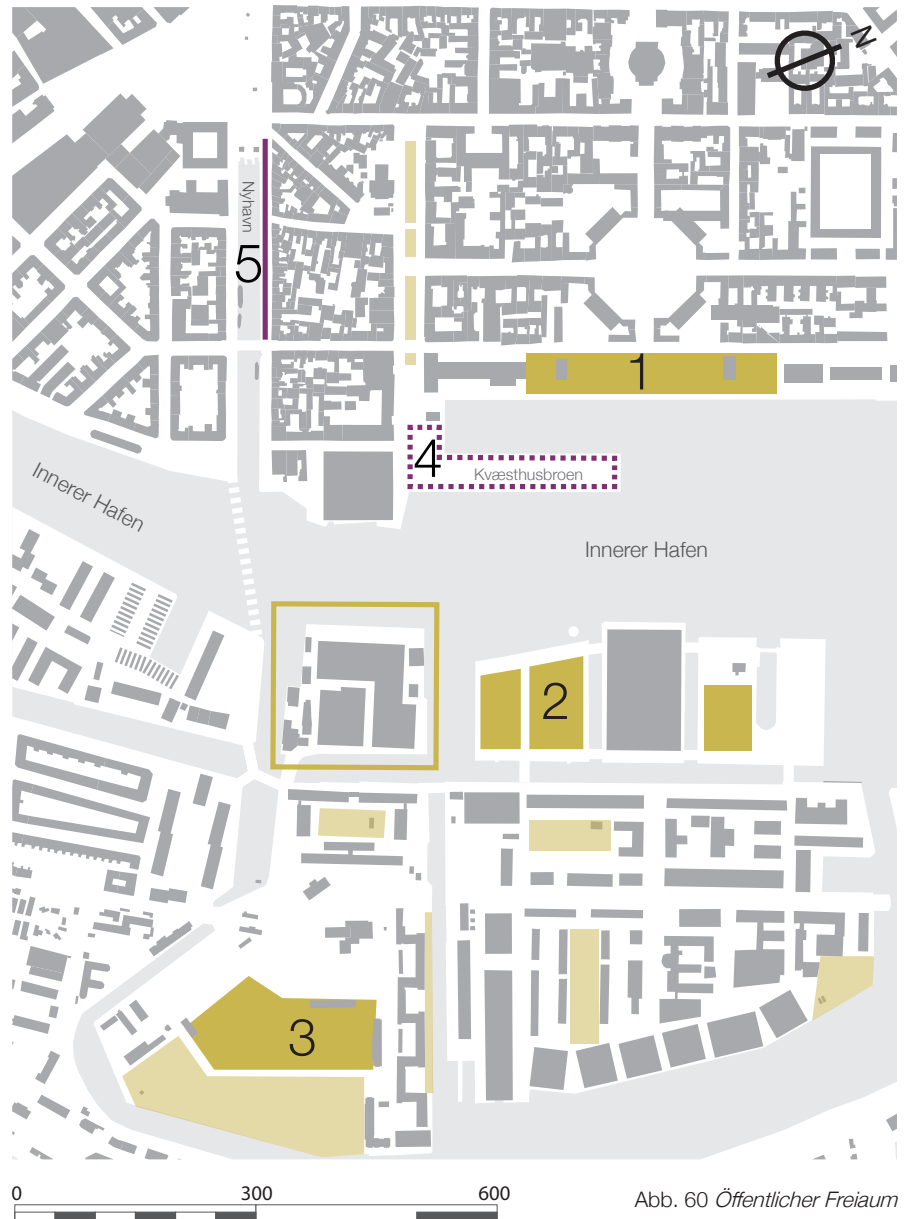 N
Nyhavn
5
1
4
Kvæsthusbroen
Innerer Hafen
Innerer Hafen
2
3
0 300 600
Abb. 60 Öffentlicher Freiaum